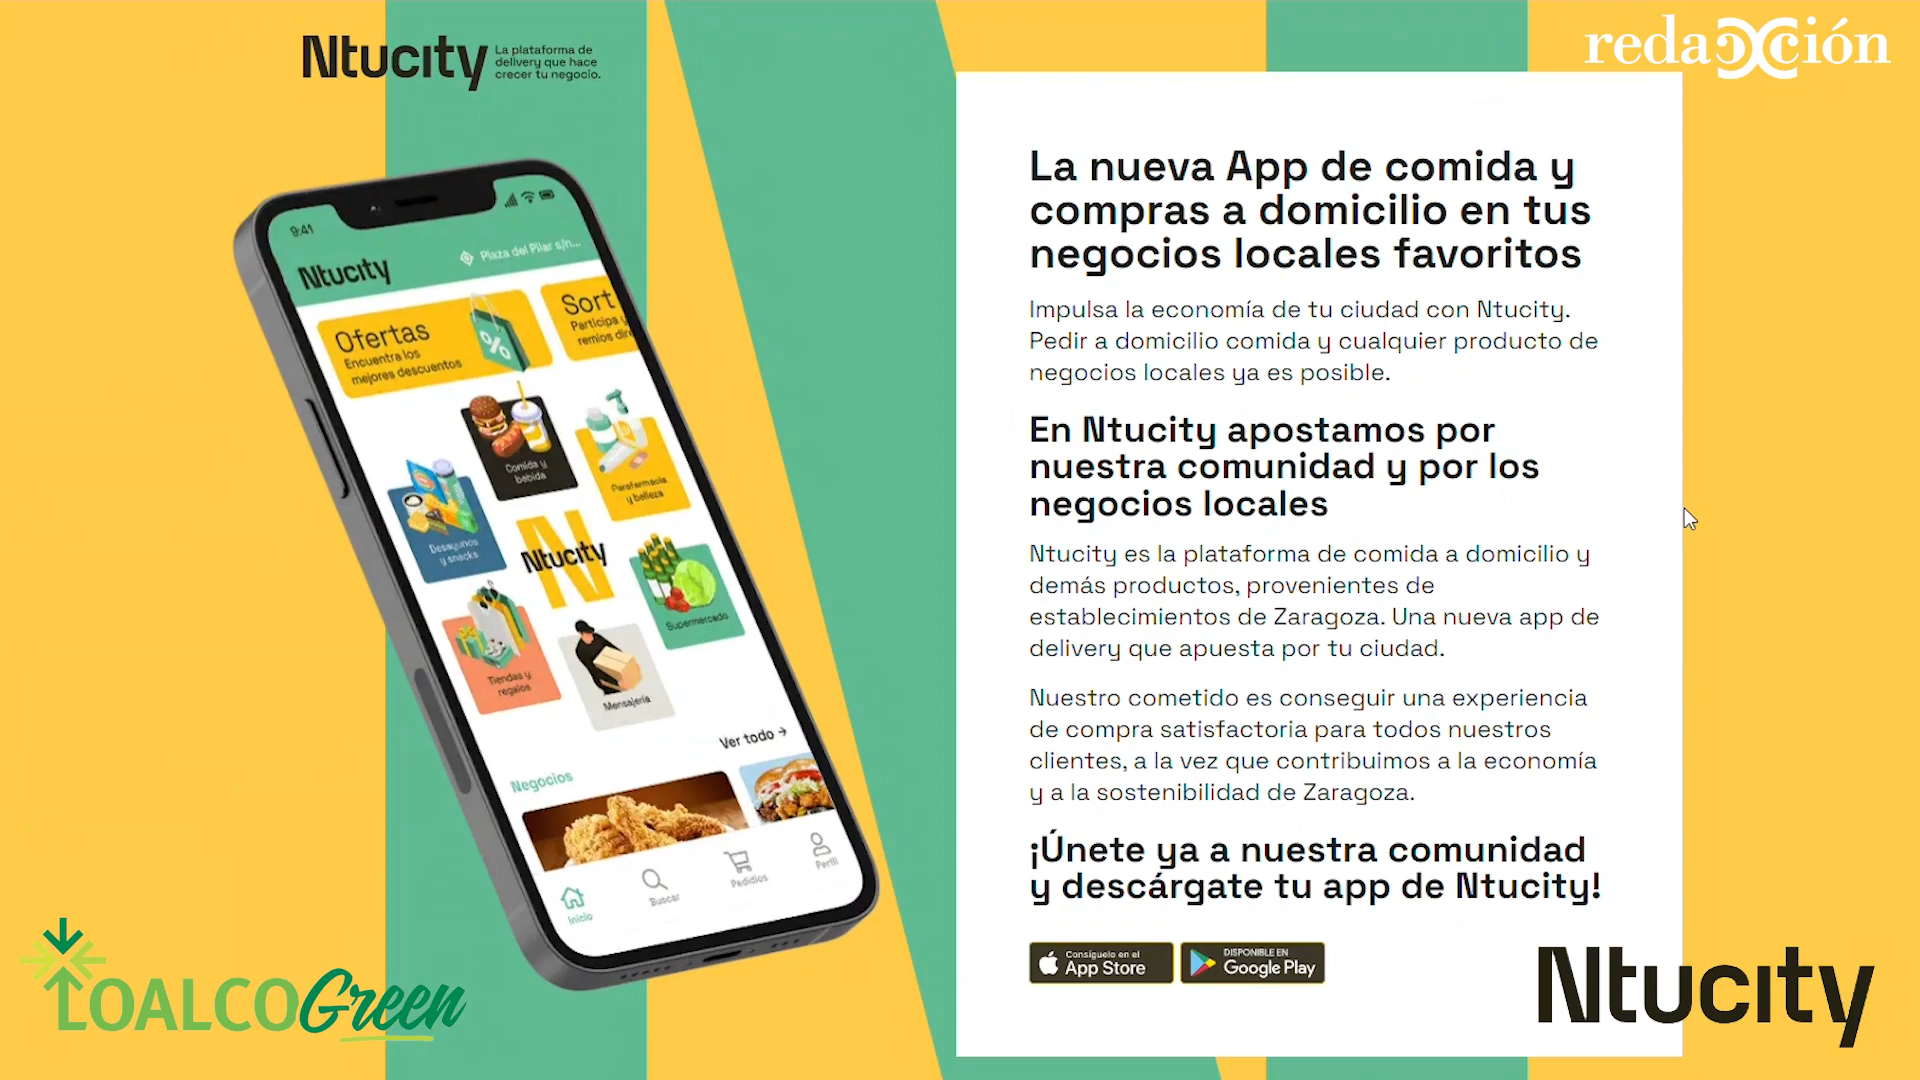 Ntucity
La plataforma de
delivery que hace
crecer tu negocio.
redacción
9:41
Ntucity
Plaza del Pilar s/n...
Ofertas
Encuentra los
mejores descuentos
Sort
Participa y
remios dir
Comida y
bebida
Parafarmacia
y belleza
Desayunos
y snacks
Ntucity
Supermercado
Tiendas y
regalos
Mensajería
Ver todo →
Negocios
Inicio
Buscar
Pedidos
Perfil
La nueva App de comida y
compras a domicilio en tus
negocios locales favoritos
Impulsa la economía de tu ciudad con Ntucity.
Pedir a domicilio comida y cualquier producto de
negocios locales ya es posible.
En Ntucity apostamos por
nuestra comunidad y por los
negocios locales
Ntucity es la plataforma de comida a domicilio y
demás productos, provenientes de
establecimientos de Zaragoza. Una nueva app de
delivery que apuesta por tu ciudad.
Nuestro cometido es conseguir una experiencia
de compra satisfactoria para todos nuestros
clientes, a la vez que contribuimos a la economía
y a la sostenibilidad de Zaragoza.
¡Únete ya a nuestra comunidad
y descárgate tu app de Ntucity!
Consíguelo en el
App Store
DISPONIBLE EN
Google Play
LOALCO Green
Ntucity